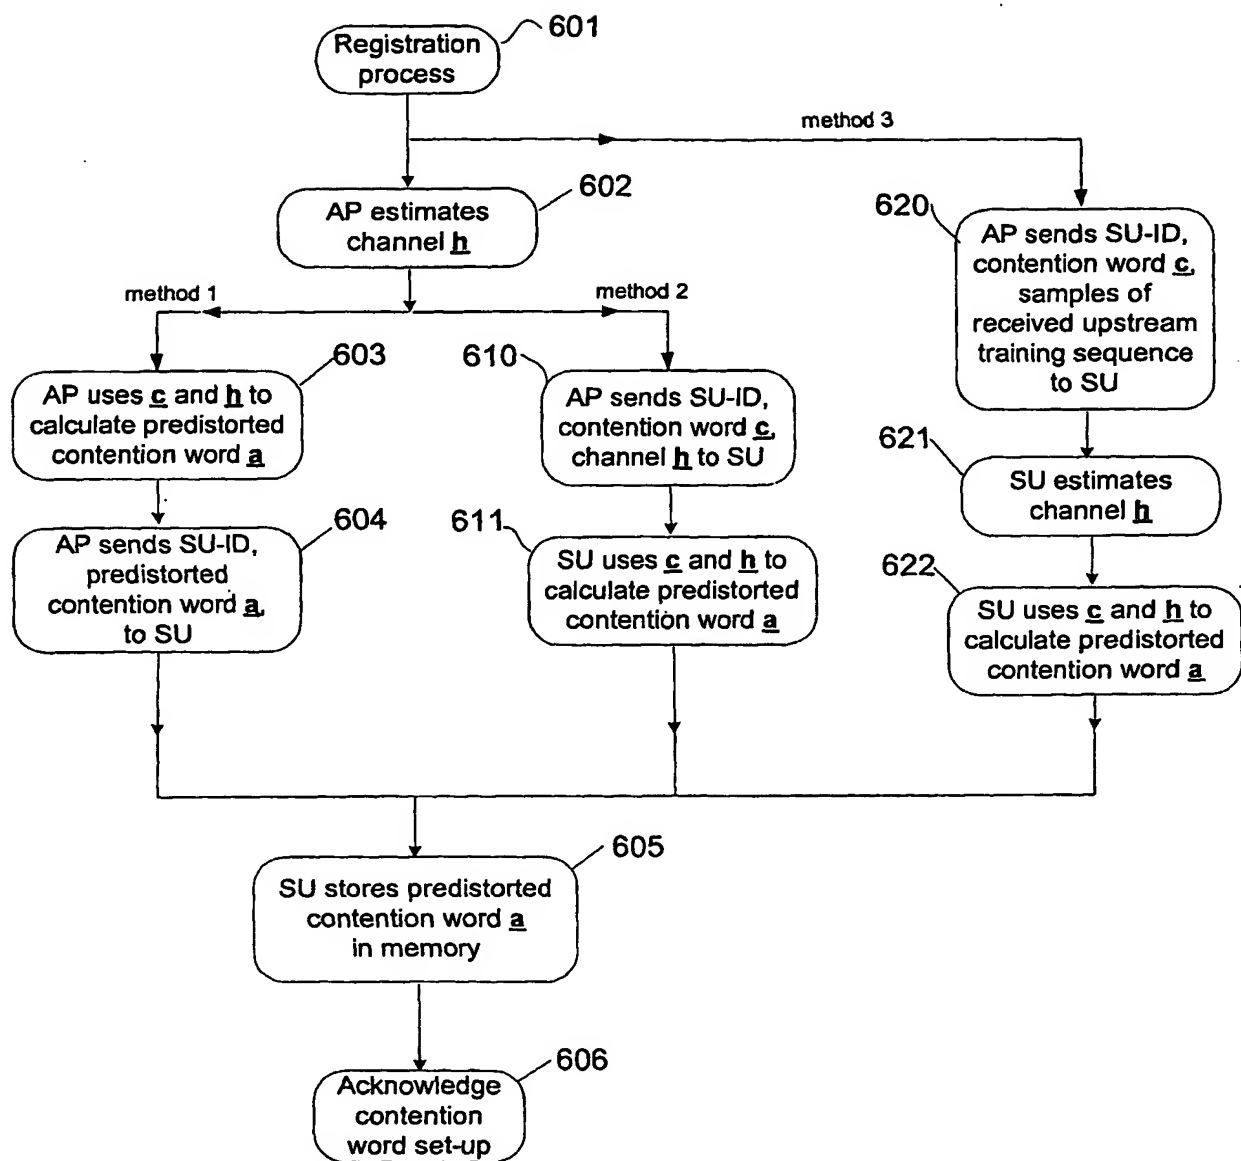 601
Registration
process
method 3
602
AP estimates
channel h
method 1
method 2
603
AP uses c and h to
calculate predistorted
contention word a
604
AP sends SU-ID,
predistorted
contention word a,
to SU
610
AP sends SU-ID,
contention word c,
channel h to SU
611
SU uses c and h to
calculate predistorted
contention word a
620
AP sends SU-ID,
contention word c,
samples of
received upstream
training sequence
to SU
621
SU estimates
channel h
622
SU uses c and h to
calculate predistorted
contention word a
605
SU stores predistorted
contention word a
in memory
606
Acknowledge
contention
word set-up